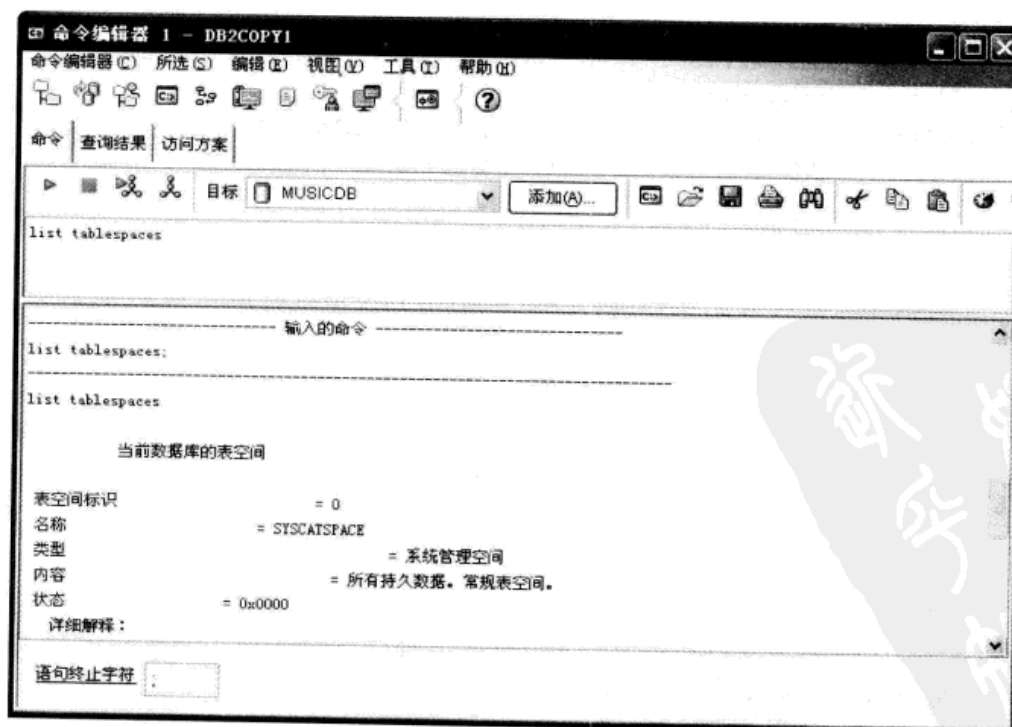 命令编辑器 1 - DB2COPY1
命令编辑器(C) 所选(S) 编辑(E) 视图(V) 工具(T) 帮助(H)
命令 查询结果 访问方案
目标 MUSICDB 添加(A)...
list tablespaces
------------------------------ 输入的命令 ------------------------------
list tablespaces;
------------------------------------------------------------------------------
list tablespaces
当前数据库的表空间
表空间标识 = 0
名称 = SYSCATSPACE
类型 = 系统管理空间
内容 = 所有持久数据。常规表空间。
状态 = 0x0000
详细解释：
语句终止字符 ;